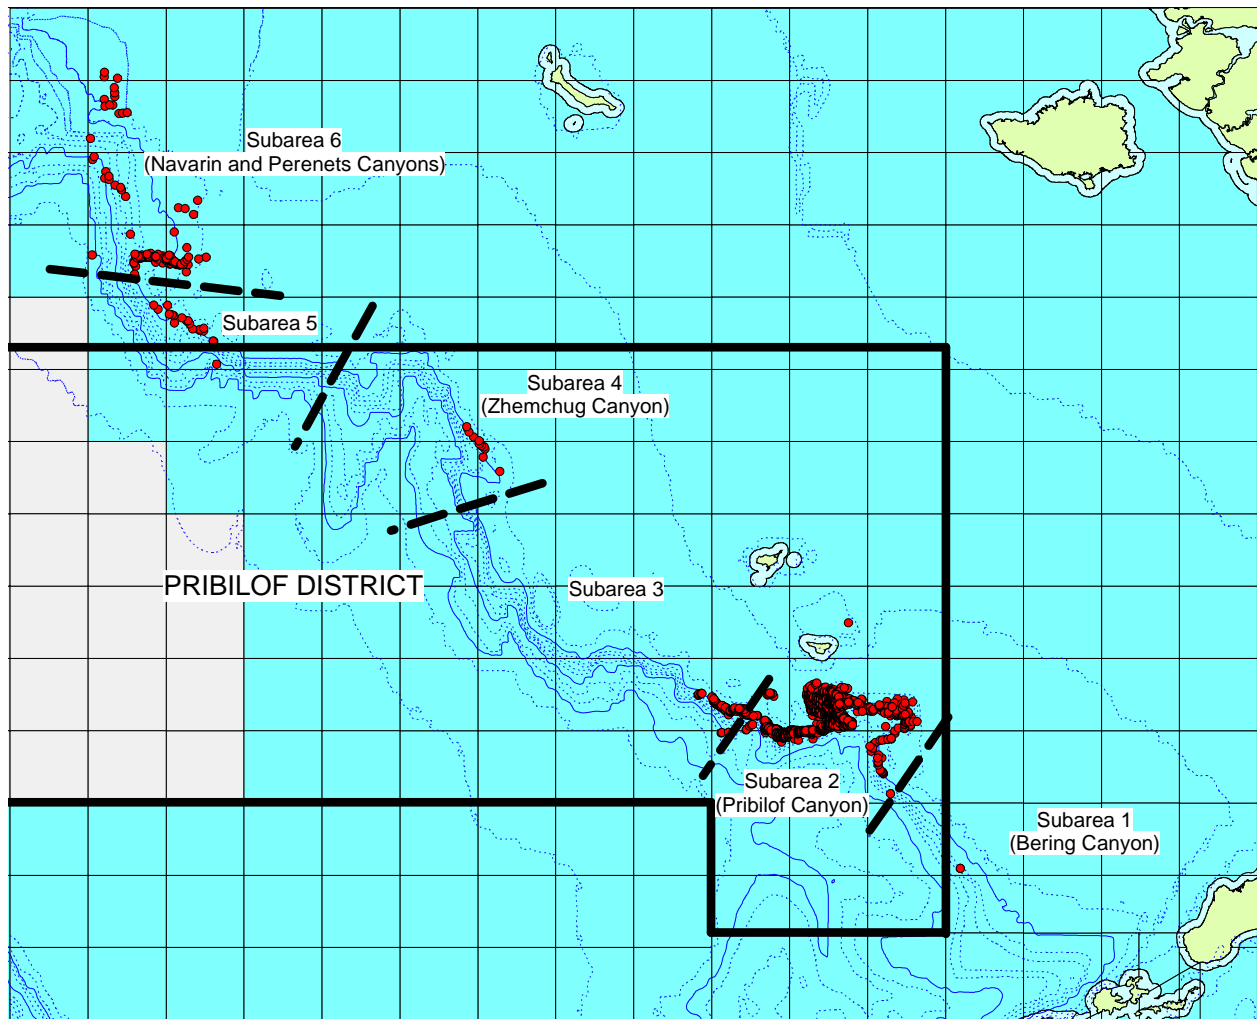 Subarea 6
(Navarin and Perenets Canyons)
Subarea 5
Subarea 4
(Zhemchug Canyon)
PRIBILOF DISTRICT
Subarea 3
Subarea 2
(Pribilof Canyon)
Subarea 1
(Bering Canyon)